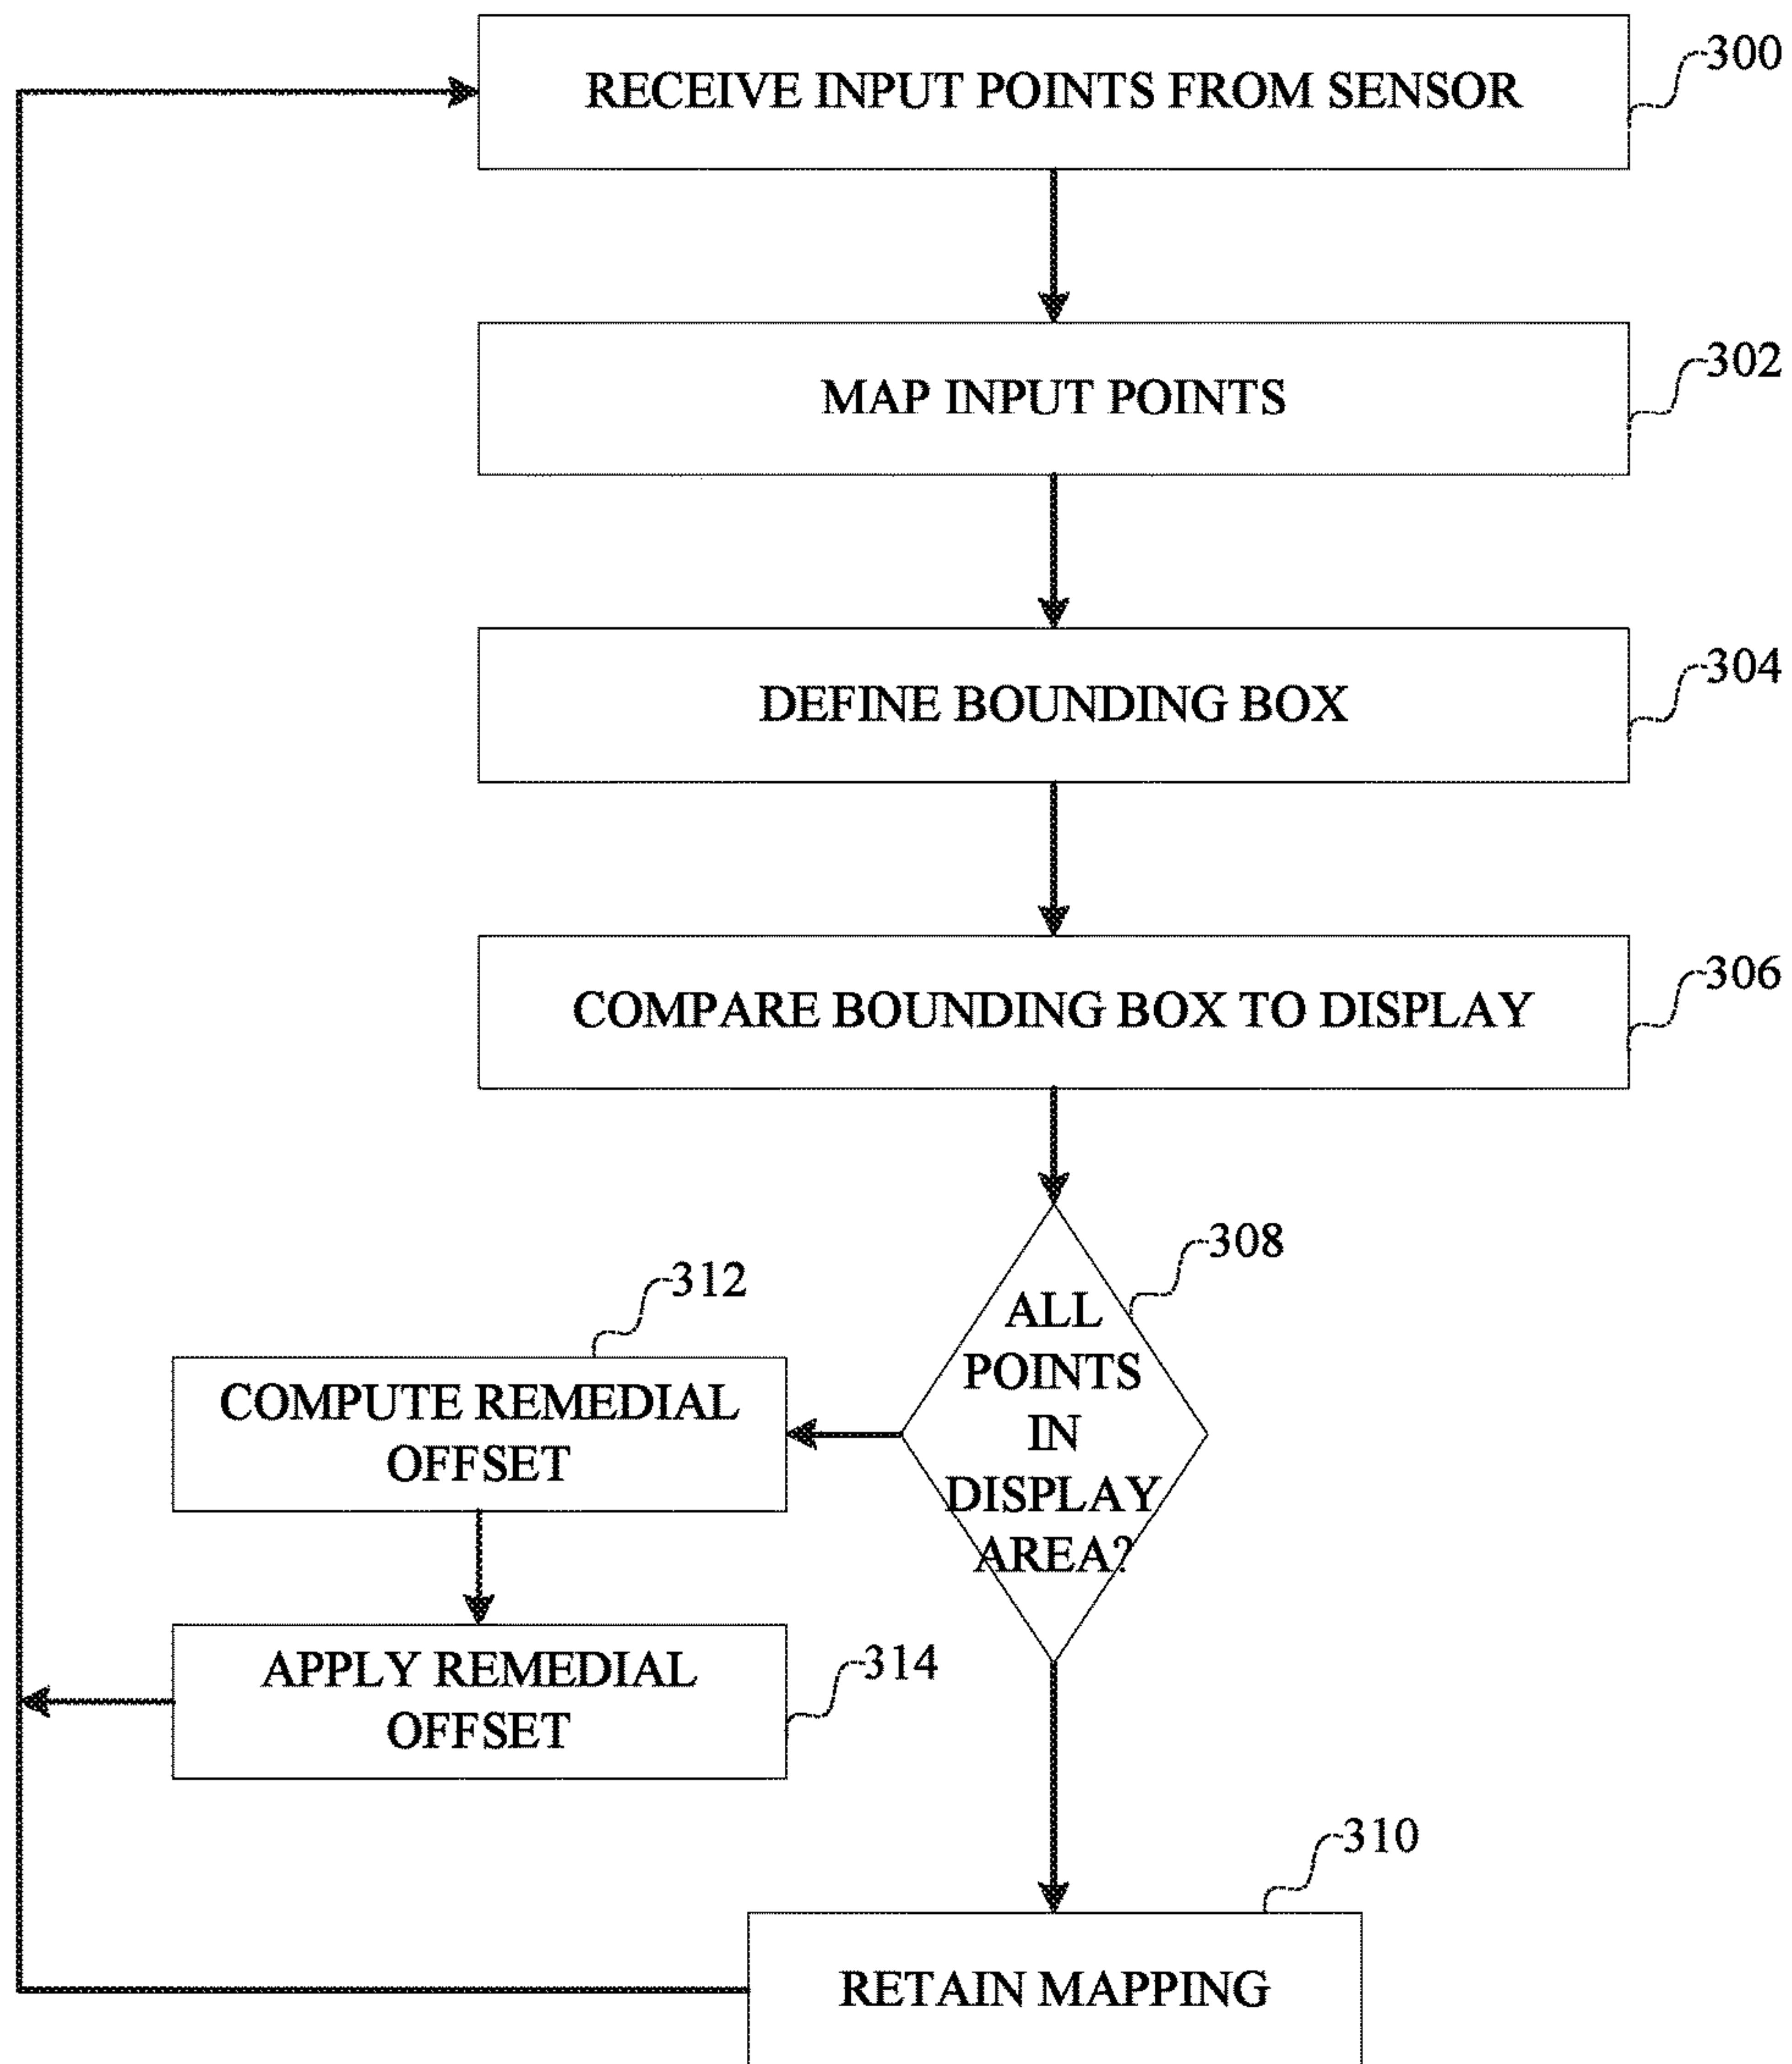 RECEIVE INPUT POINTS FROM SENSOR
300
MAP INPUT POINTS
302
DEFINE BOUNDING BOX
304
COMPARE BOUNDING BOX TO DISPLAY
306
ALL
POINTS
IN
DISPLAY
AREA?
308
COMPUTE REMEDIAL
OFFSET
312
APPLY REMEDIAL
OFFSET
314
RETAIN MAPPING
310